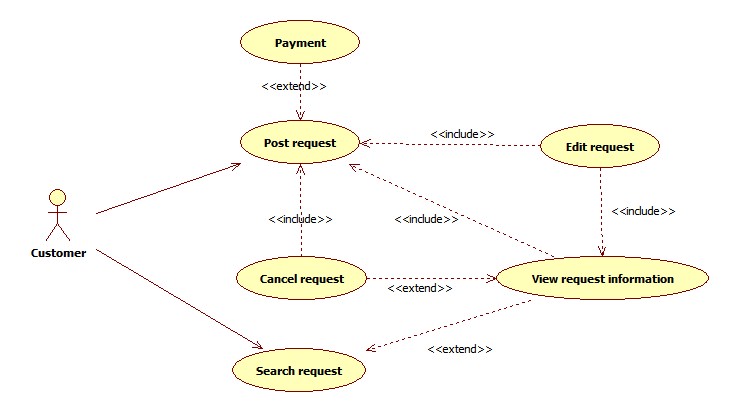 Payment
<<extend>>
Post request
<<include>>
Edit request
<<include>>
<<include>>
<<include>>
Customer
Cancel request
<<extend>>
View request information
<<extend>>
Search request